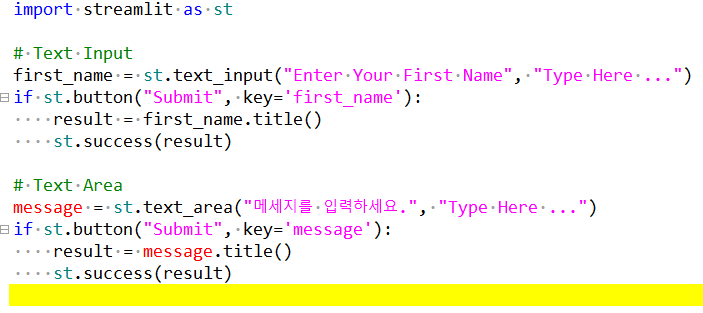 import streamlit as st
# Text Input
first_name = st.text_input("Enter Your First Name", "Type Here ...")
if st.button("Submit", key='first_name'):
    result = first_name.title()
    st.success(result)
# Text Area
message = st.text_area("메세지를 입력하세요.", "Type Here ...")
if st.button("Submit", key='message'):
    result = message.title()
    st.success(result)